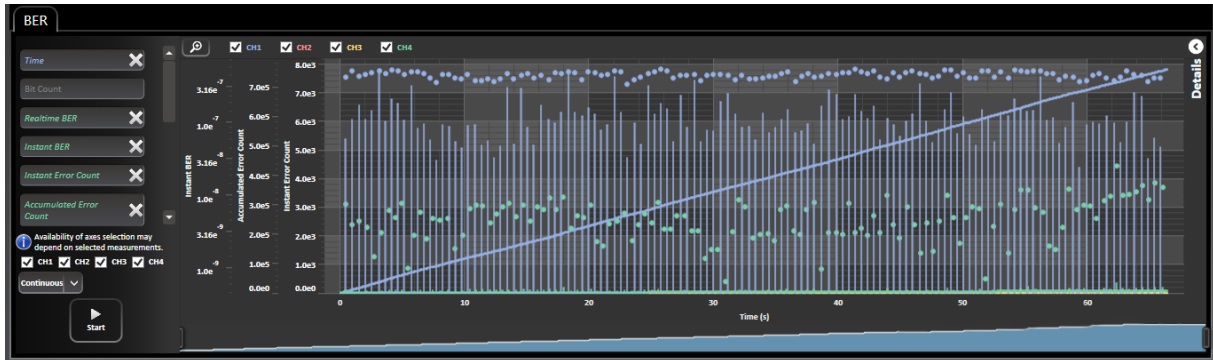 BER
Time
Bit Count
Realtime BER
Instant BER
Instant Error Count
Accumulated Error
Count
Availability of axes selection may
depend on selected measurements.
CH1 CH2 CH3 CH4
Continuous
Start
CH1 CH2 CH3 CH4
Details
Instant BER
3.16e -7
1.0e -7
3.16e -8
1.0e -8
3.16e -9
1.0e -9
Accumulated Error Count
7.0e5
6.0e5
5.0e5
4.0e5
3.0e5
2.0e5
1.0e5
0.0e0
Instant Error Count
8.0e3
7.0e3
6.0e3
5.0e3
4.0e3
3.0e3
2.0e3
1.0e3
0.0e0
0 10 20 30 40 50 60
Time (s)